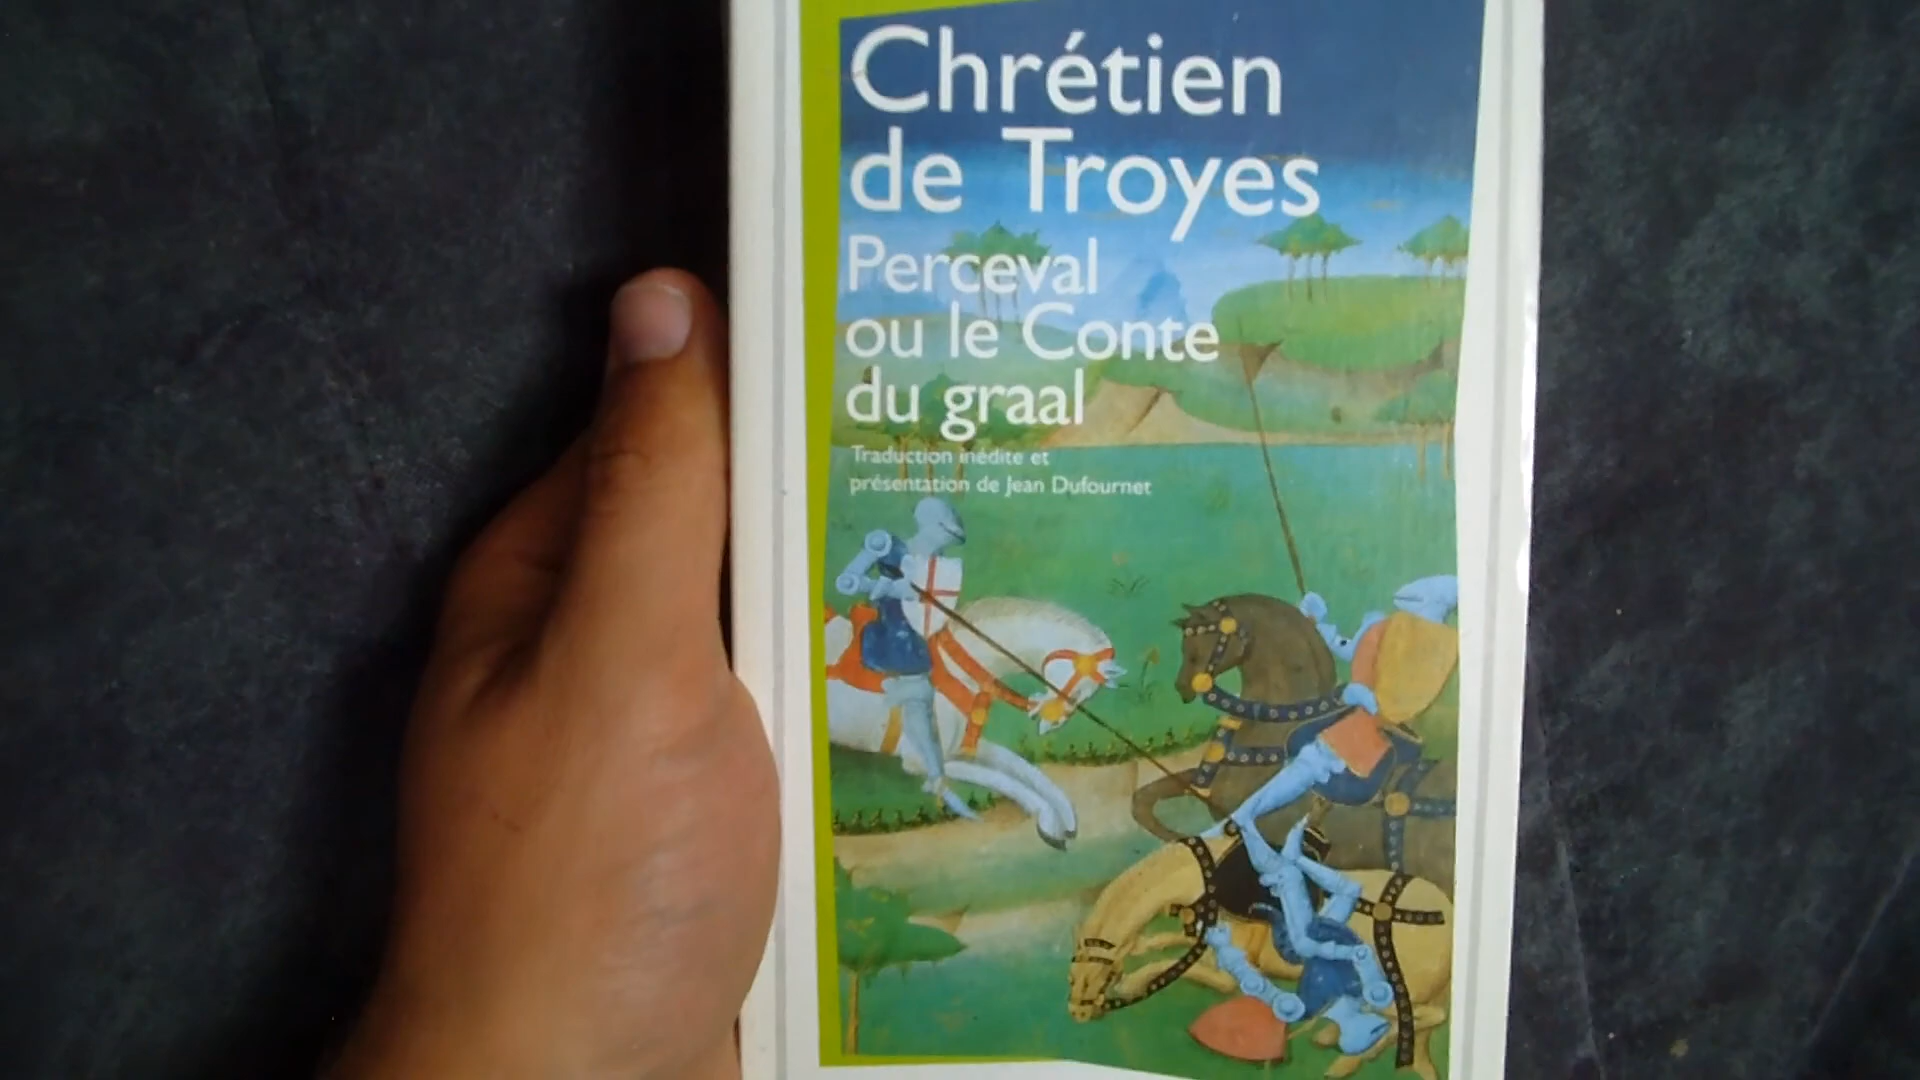 Chrétien
de Troyes
Perceval
ou le Conte
du graal
Traduction inédite et
présentation de Jean Dufournet